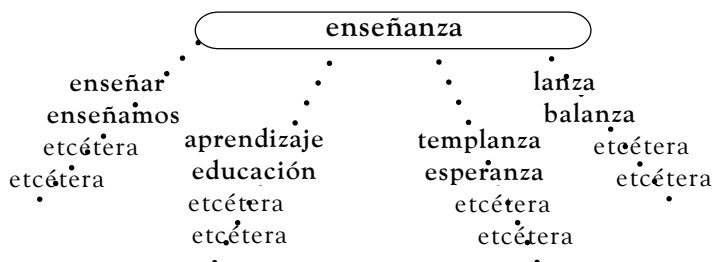 enseñanza
enseñar
enseñamos
etcétera
etcétera
aprendizaje
educación
etcétera
etcétera
templanza
esperanza
etcétera
etcétera
lanza
balanza
etcétera
etcétera